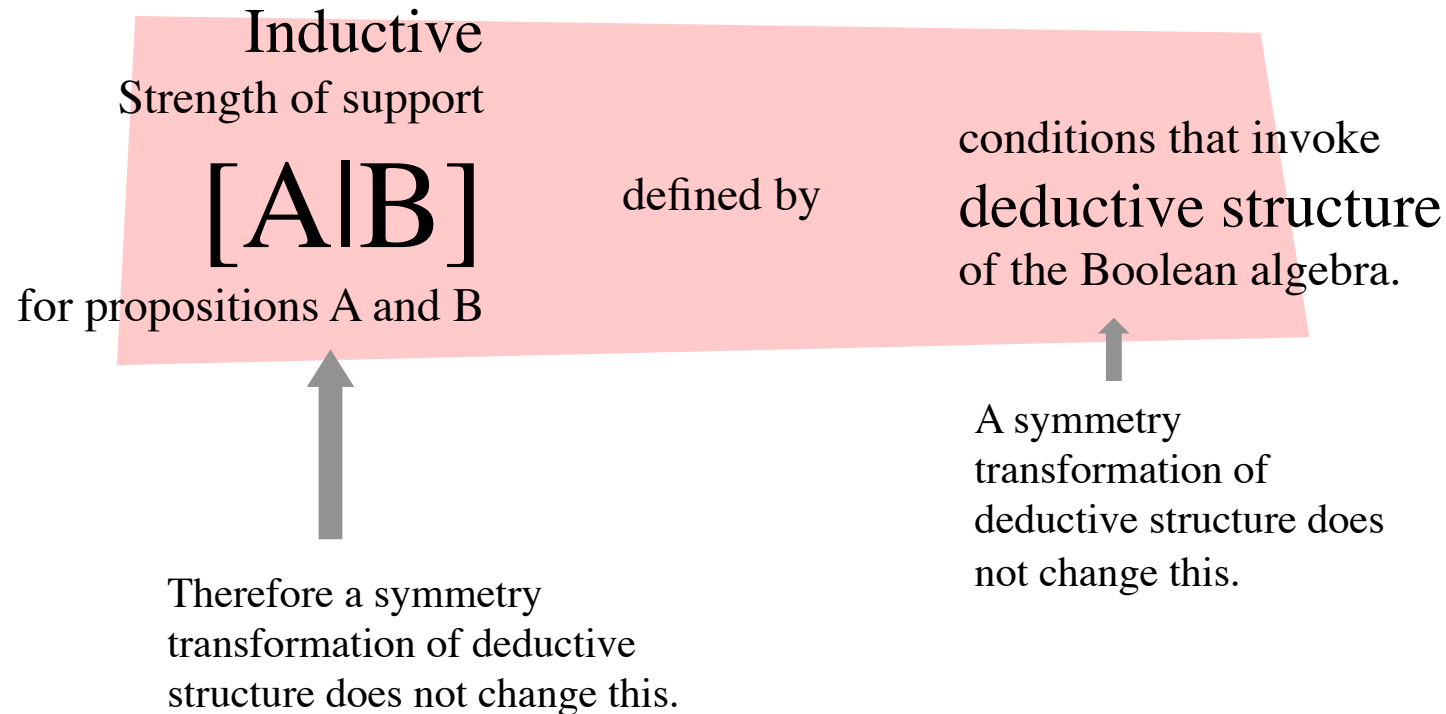 Inductive
Strength of support
[A|B]
for propositions A and B
defined by
conditions that invoke
deductive structure
of the Boolean algebra.
A symmetry
transformation of
deductive structure does
not change this.
Therefore a symmetry
transformation of deductive
structure does not change this.